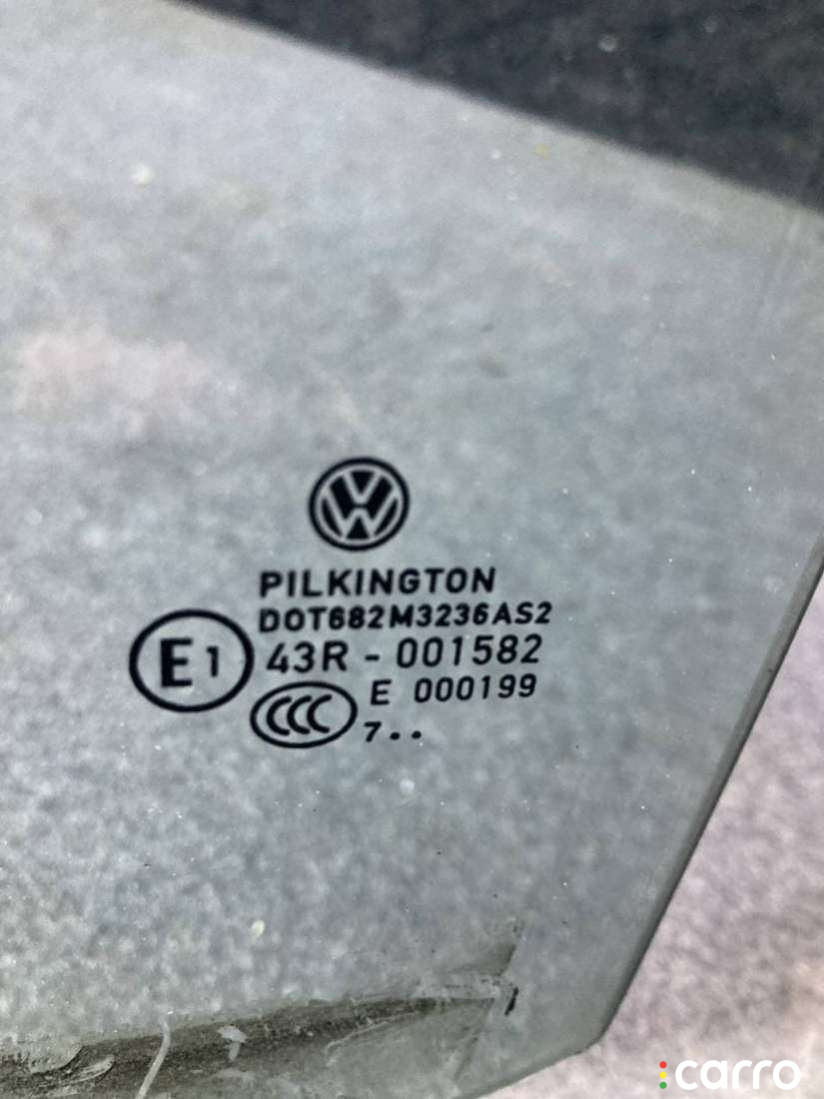 PILKINGTON
DOT682M3236AS2
E1 43R - 001582
CCC E 000199
7..
carro